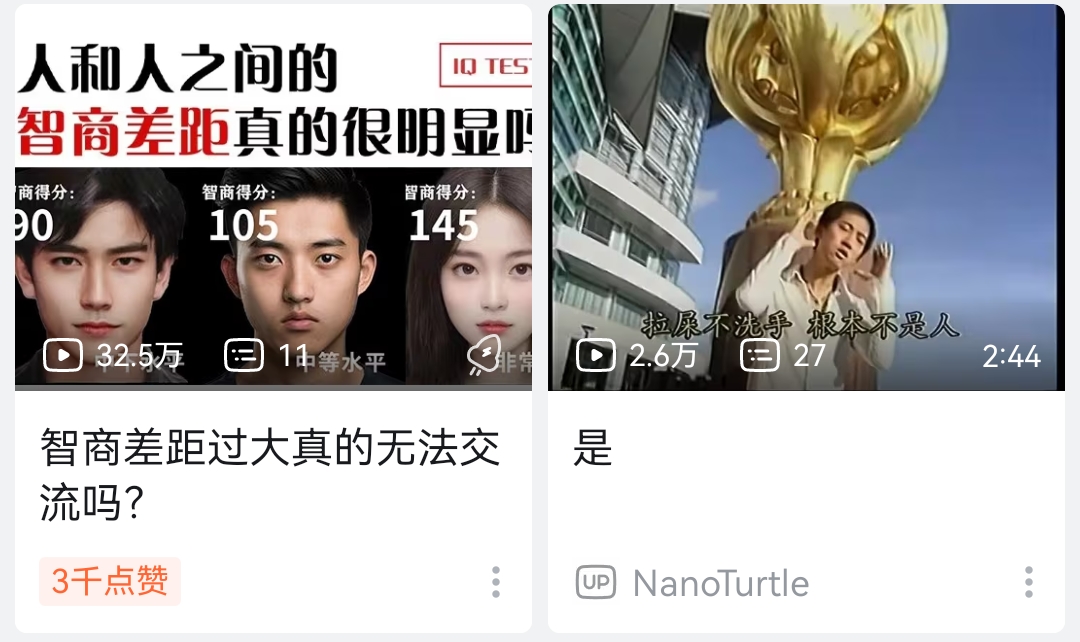 人和人之间的
IQ TEST
智商差距真的很明显吗
智商得分：
90
智商得分：
105
智商得分：
145
中等水平
非常
32.5万
11
智商差距过大真的无法交
流吗?
3千点赞
拉屎不洗手 根本不是人
2.6万
27
2:44
是
UP NanoTurtle